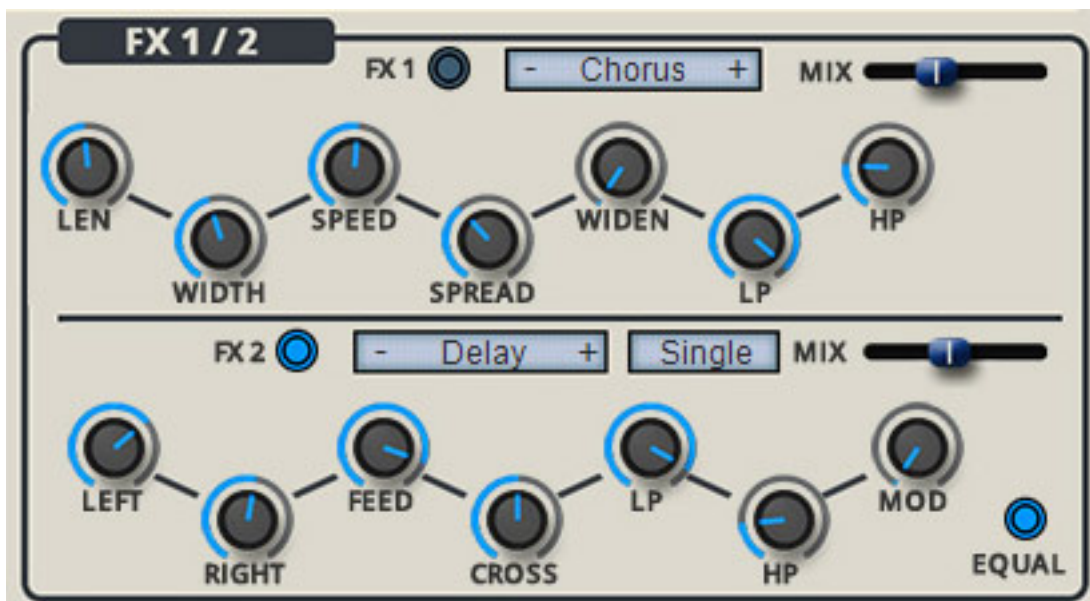 FX 1 / 2
FX 1 - Chorus + MIX
LEN SPEED WIDEN HP
WIDTH SPREAD LP
FX 2 - Delay + Single MIX
LEFT FEED LP MOD
RIGHT CROSS HP EQUAL